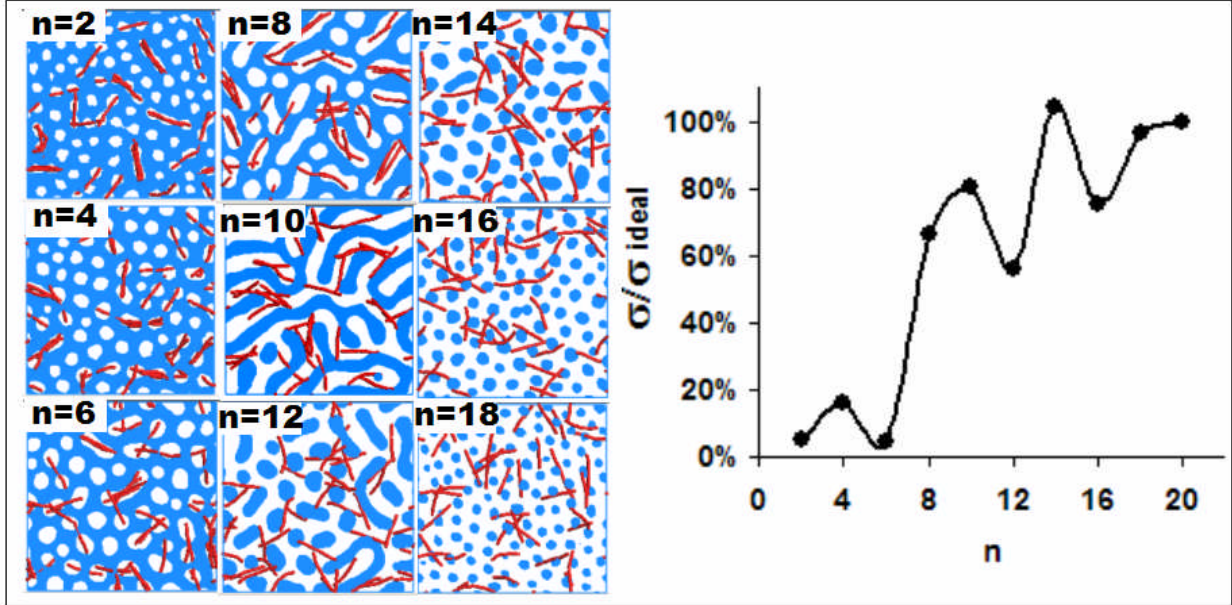 n=2
n=8
n=14
n=4
n=10
n=16
n=6
n=12
n=18
σ/σ ideal
100%
80%
60%
40%
20%
0%
0 4 8 12 16 20
n